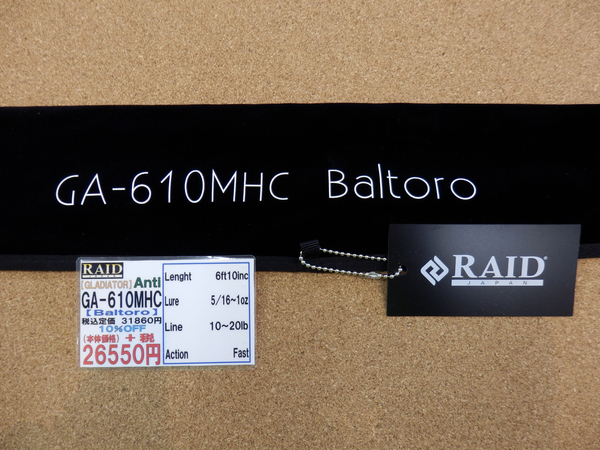 GA-610MHC Baltoro
RAID
JAPAN
[GLADIATOR] Anti
GA-610MHC
[Baltoro]
税込定価 31860円
10%OFF
(本体価格) + 税
26550円
Lenght 6ft10inc
Lure 5/16~1oz
Line 10~20lb
Action Fast
RAID®
JAPAN